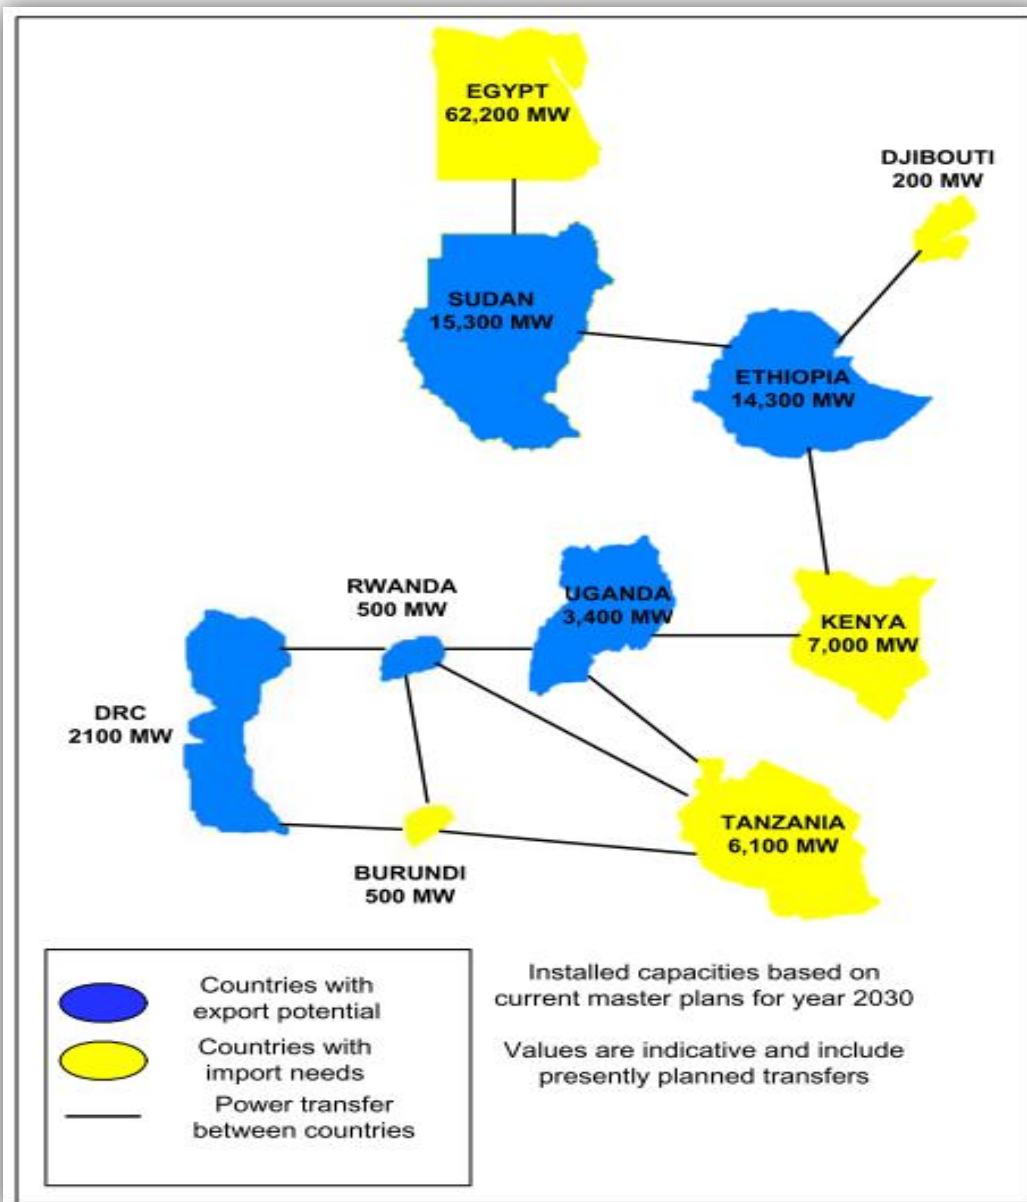 EGYPT
62,200 MW
DJIBOUTI
200 MW
SUDAN
15,300 MW
ETHIOPIA
14,300 MW
RWANDA
500 MW
UGANDA
3,400 MW
KENYA
7,000 MW
DRC
2100 MW
TANZANIA
6,100 MW
BURUNDI
500 MW
Countries with
export potential
Countries with
import needs
Power transfer
between countries
Installed capacities based on
current master plans for year 2030
Values are indicative and include
presently planned transfers